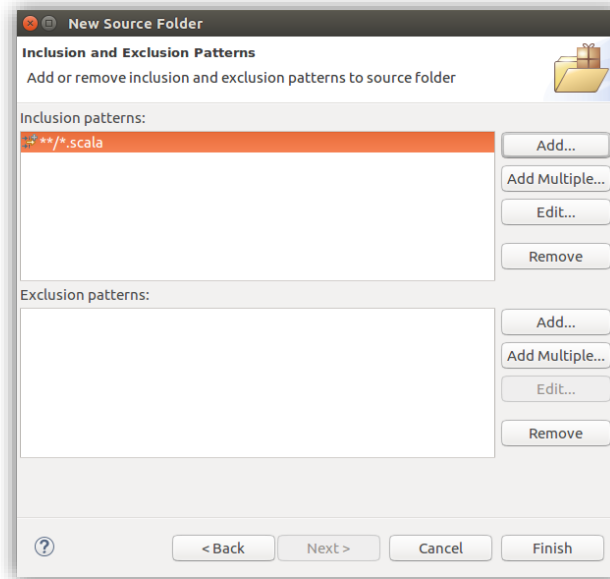 New Source Folder
Inclusion and Exclusion Patterns
Add or remove inclusion and exclusion patterns to source folder
Inclusion patterns:
**/*.scala
Add...
Add Multiple...
Edit...
Remove
Exclusion patterns:
Add...
Add Multiple...
Edit...
Remove
?
< Back
Next >
Cancel
Finish